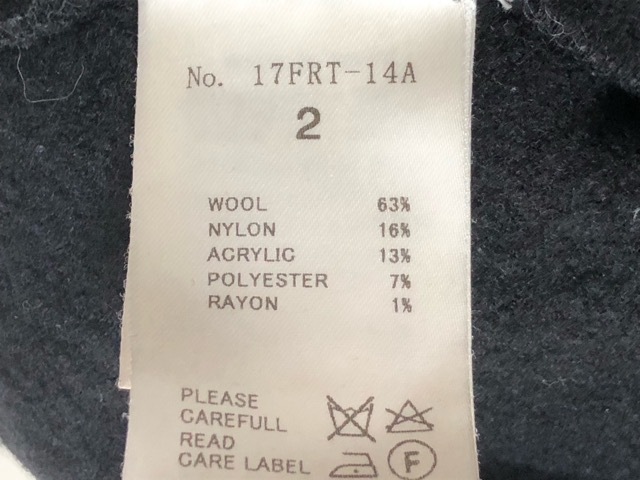 No. 17FRT-14A
2
WOOL 63%
NYLON 16%
ACRYLIC 13%
POLYESTER 7%
RAYON 1%
PLEASE
CAREFULL
READ
CARE LABEL
F